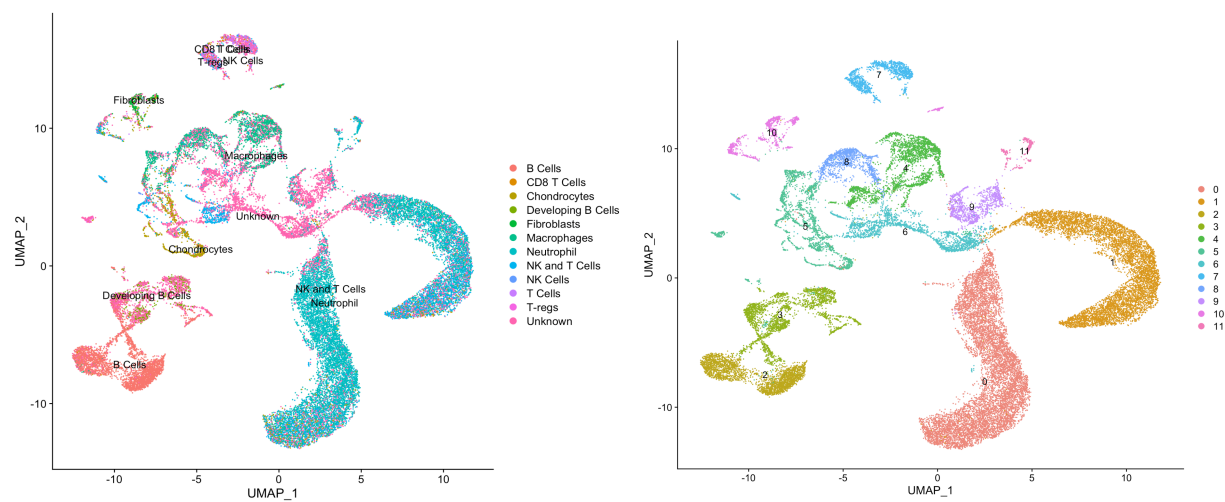 CD8 T Cells
T Cells
T-regs
NK Cells
Fibroblasts
Macrophages
Unknown
Chondrocytes
Developing B Cells
NK and T Cells
Neutrophil
B Cells
10
0
-10
UMAP_2
-10
-5
0
5
10
UMAP_1
B Cells
CD8 T Cells
Chondrocytes
Developing B Cells
Fibroblasts
Macrophages
Neutrophil
NK and T Cells
NK Cells
T Cells
T-regs
Unknown
7
10
11
8
4
9
5
6
1
3
2
0
10
0
-10
UMAP_2
-10
-5
0
5
10
UMAP_1
0
1
2
3
4
5
6
7
8
9
10
11